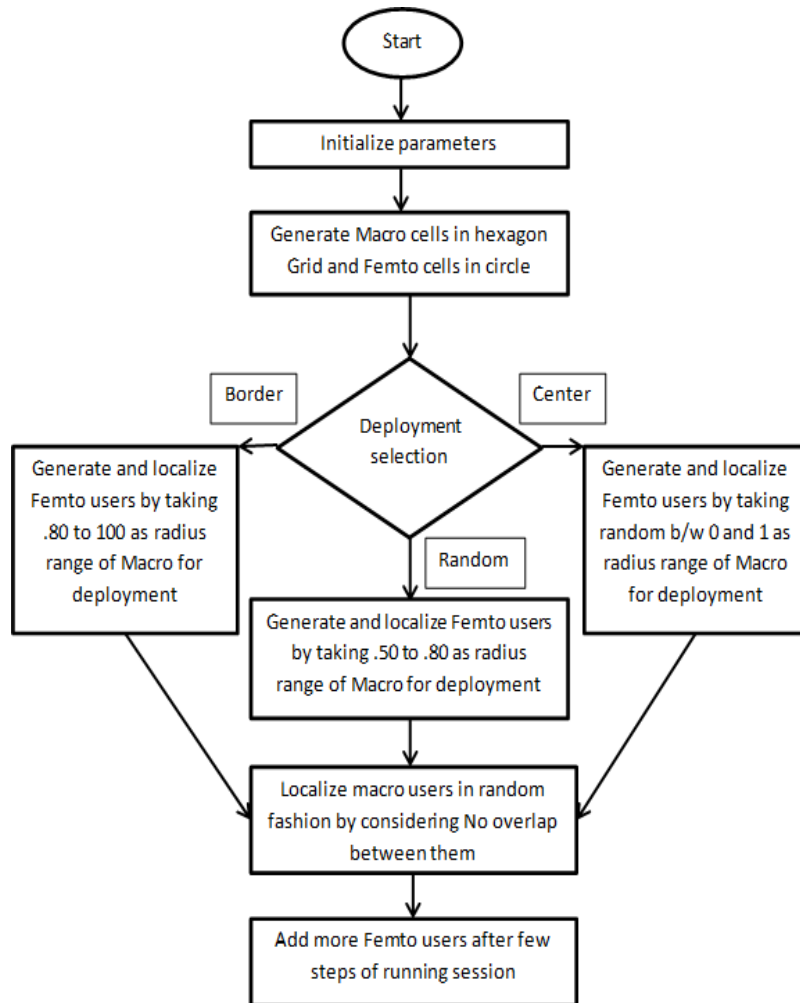 Start
Initialize parameters
Generate Macro cells in hexagon
Grid and Femto cells in circle
Border
Center
Deployment
selection
Generate and localize
Femto users by taking
.80 to 100 as radius
range of Macro for
deployment
Generate and localize
Femto users by taking
random b/w 0 and 1 as
radius range of Macro
for deployment
Random
Generate and localize Femto users
by taking .50 to .80 as radius
range of Macro for deployment
Localize macro users in random
fashion by considering No overlap
between them
Add more Femto users after few
steps of running session